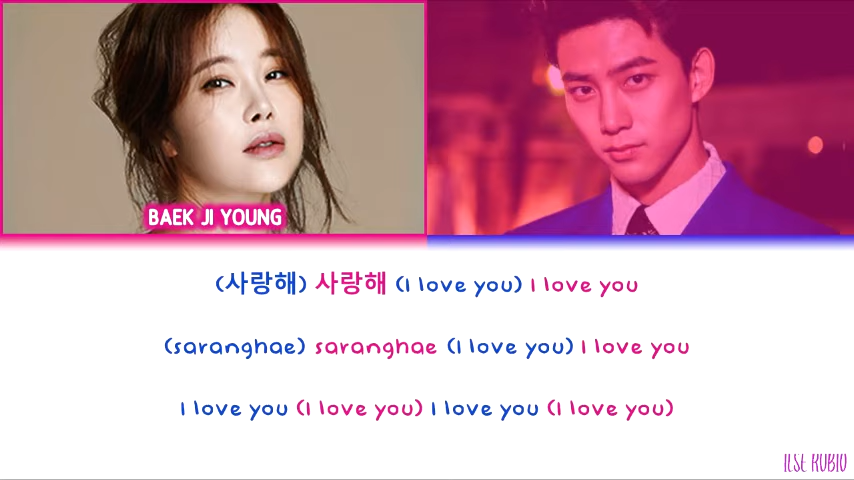 BAEK JI YOUNG
(사랑해) 사랑해 (I love you) I love you
(saranghae) saranghae (I love you) I love you
I love you (I love you) I love you (I love you)
ILSE RUBIO